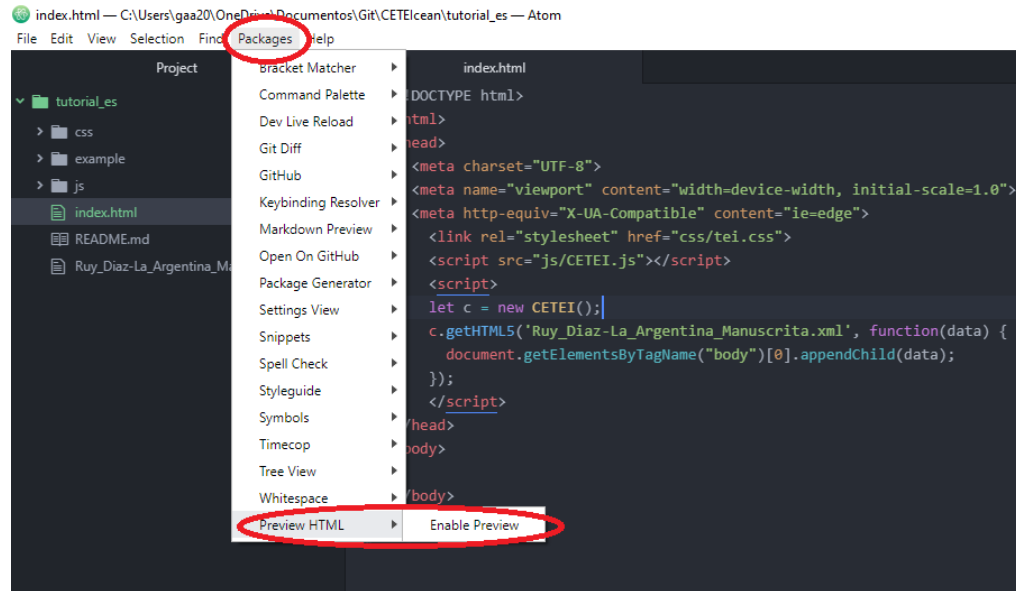 index.html — C:\Users\gaa20\OneDrive\Documentos\Git\CETEIcean\tutorial_es — Atom
File Edit View Selection Find Packages Help
Project
tutorial_es
css
example
js
index.html
README.md
Ruy_Diaz-La_Argentina_Ma
Bracket Matcher
Command Palette
Dev Live Reload
Git Diff
GitHub
Keybinding Resolver
Markdown Preview
Open On GitHub
Package Generator
Settings View
Snippets
Spell Check
Styleguide
Symbols
Timecop
Tree View
Whitespace
Preview HTML
Enable Preview
index.html
!DOCTYPE html>
html>
head>
<meta charset="UTF-8">
<meta name="viewport" content="width=device-width, initial-scale=1.0">
<meta http-equiv="X-UA-Compatible" content="ie=edge">
<link rel="stylesheet" href="css/tei.css">
<script src="js/CETEI.js"></script>
<script>
let c = new CETEI();
c.getHTML5('Ruy_Diaz-La_Argentina_Manuscrita.xml', function(data) {
document.getElementsByTagName("body")[0].appendChild(data);
});
</script>
/head>
body>
/body>